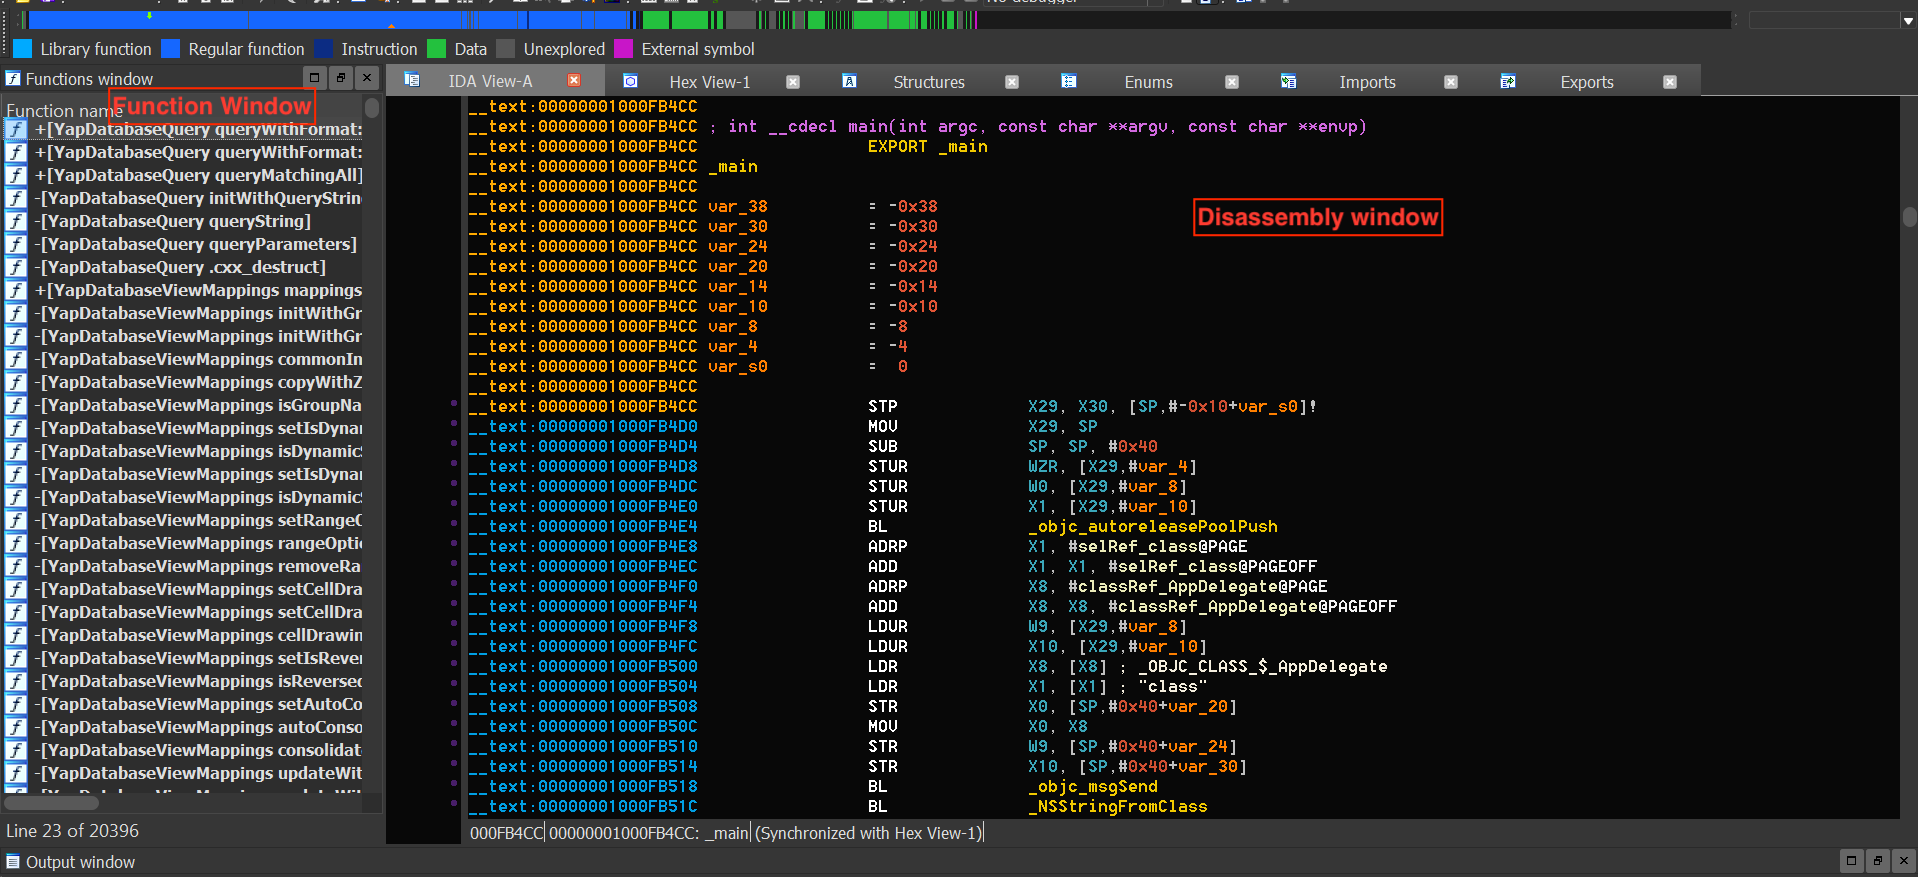 Library function Regular function Instruction Data Unexplored External symbol
Functions window
IDA View-A Hex View-1 Structures Enums Imports Exports
Function name
Function Window
+[YapDatabaseQuery queryWithFormat:
+[YapDatabaseQuery queryWithFormat:
+[YapDatabaseQuery queryMatchingAll]
-[YapDatabaseQuery initWithQueryStrin
-[YapDatabaseQuery queryString]
-[YapDatabaseQuery queryParameters]
-[YapDatabaseQuery .cxx_destruct]
+[YapDatabaseViewMappings mappings
-[YapDatabaseViewMappings initWithGr
-[YapDatabaseViewMappings initWithGr
-[YapDatabaseViewMappings commonIn
-[YapDatabaseViewMappings copyWithZ
-[YapDatabaseViewMappings isGroupNa
-[YapDatabaseViewMappings setIsDynar
-[YapDatabaseViewMappings isDynamicS
-[YapDatabaseViewMappings setIsDynar
-[YapDatabaseViewMappings isDynamicS
-[YapDatabaseViewMappings setRangeO
-[YapDatabaseViewMappings rangeOptio
-[YapDatabaseViewMappings removeRa
-[YapDatabaseViewMappings setCellDra
-[YapDatabaseViewMappings setCellDra
-[YapDatabaseViewMappings cellDrawin
-[YapDatabaseViewMappings setIsRever
-[YapDatabaseViewMappings isReversed
-[YapDatabaseViewMappings setAutoCo
-[YapDatabaseViewMappings autoConso
-[YapDatabaseViewMappings consolidat
-[YapDatabaseViewMappings updateWit
Line 23 of 20396
__text:00000001000FB4CC
__text:00000001000FB4CC ; int __cdecl main(int argc, const char **argv, const char **envp)
__text:00000001000FB4CC EXPORT _main
__text:00000001000FB4CC _main
__text:00000001000FB4CC
__text:00000001000FB4CC var_38 = -0x38
__text:00000001000FB4CC var_30 = -0x30
__text:00000001000FB4CC var_24 = -0x24
__text:00000001000FB4CC var_20 = -0x20
__text:00000001000FB4CC var_14 = -0x14
__text:00000001000FB4CC var_10 = -0x10
__text:00000001000FB4CC var_8 = -8
__text:00000001000FB4CC var_4 = -4
__text:00000001000FB4CC var_s0 = 0
__text:00000001000FB4CC
__text:00000001000FB4CC STP X29, X30, [SP,#-0x10+var_s0]!
__text:00000001000FB4D0 MOV X29, SP
__text:00000001000FB4D4 SUB SP, SP, #0x40
__text:00000001000FB4D8 STUR WZR, [X29,#var_4]
__text:00000001000FB4DC STUR W0, [X29,#var_8]
__text:00000001000FB4E0 STUR X1, [X29,#var_10]
__text:00000001000FB4E4 BL _objc_autoreleasePoolPush
__text:00000001000FB4E8 ADRP X1, #selRef_class@PAGE
__text:00000001000FB4EC ADD X1, X1, #selRef_class@PAGEOFF
__text:00000001000FB4F0 ADRP X8, #classRef_AppDelegate@PAGE
__text:00000001000FB4F4 ADD X8, X8, #classRef_AppDelegate@PAGEOFF
__text:00000001000FB4F8 LDUR W9, [X29,#var_8]
__text:00000001000FB4FC LDUR X10, [X29,#var_10]
__text:00000001000FB500 LDR X8, [X8] ; _OBJC_CLASS_$_AppDelegate
__text:00000001000FB504 LDR X1, [X1] ; "class"
__text:00000001000FB508 STR X0, [SP,#0x40+var_20]
__text:00000001000FB50C MOV X0, X8
__text:00000001000FB510 STR W9, [SP,#0x40+var_24]
__text:00000001000FB514 STR X10, [SP,#0x40+var_30]
__text:00000001000FB518 BL _objc_msgSend
__text:00000001000FB51C BL _NSStringFromClass
Disassembly window
000FB4CC 00000001000FB4CC: _main (Synchronized with Hex View-1)
Output window